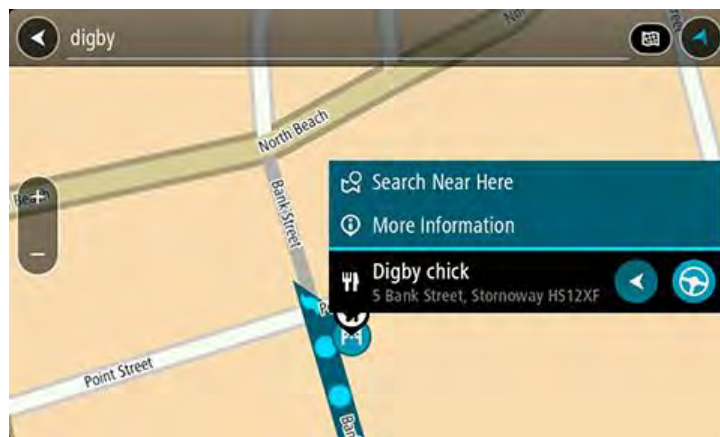 digby
North Beach
Bank Street
Search Near Here
More Information
Digby chick
5 Bank Street, Stornoway HS12XF
Point Street